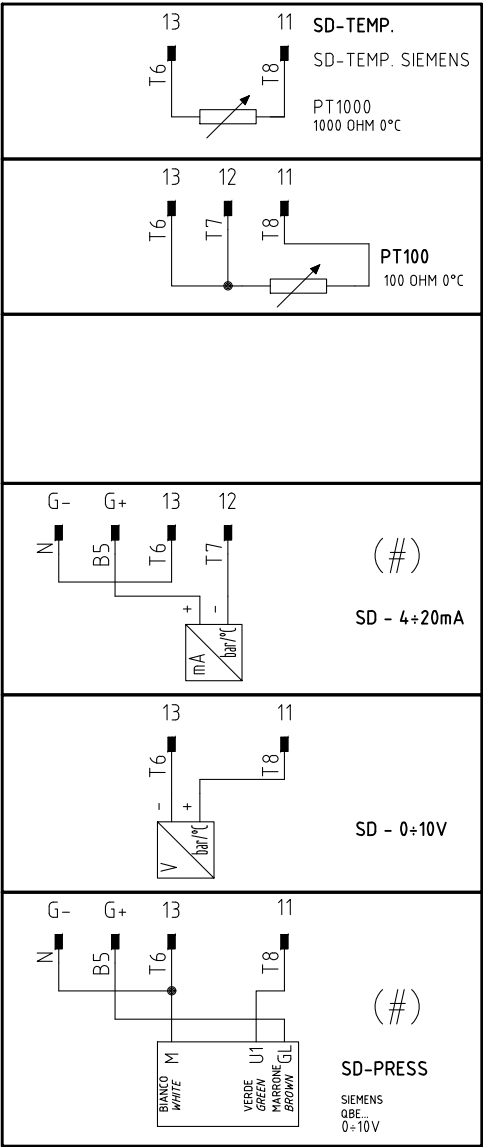 13 11
SD-TEMP.
T6 T8
SD-TEMP. SIEMENS
PT1000
1000 OHM 0°C
13 12 11
T6 T7 T8
PT100
100 OHM 0°C
G- G+ 13 12
N B5 T6 T7
(#)
+ -
SD - 4÷20mA
mA bar/°C
13 11
T6 T8
- +
SD - 0÷10V
V bar/°C
G- G+ 13 11
N B5 T6 T8
(#)
M U1 GL
BIANCO
WHITE
VERDE
GREEN
MARRONE
BROWN
SD-PRESS
SIEMENS
QBE...
0÷10V